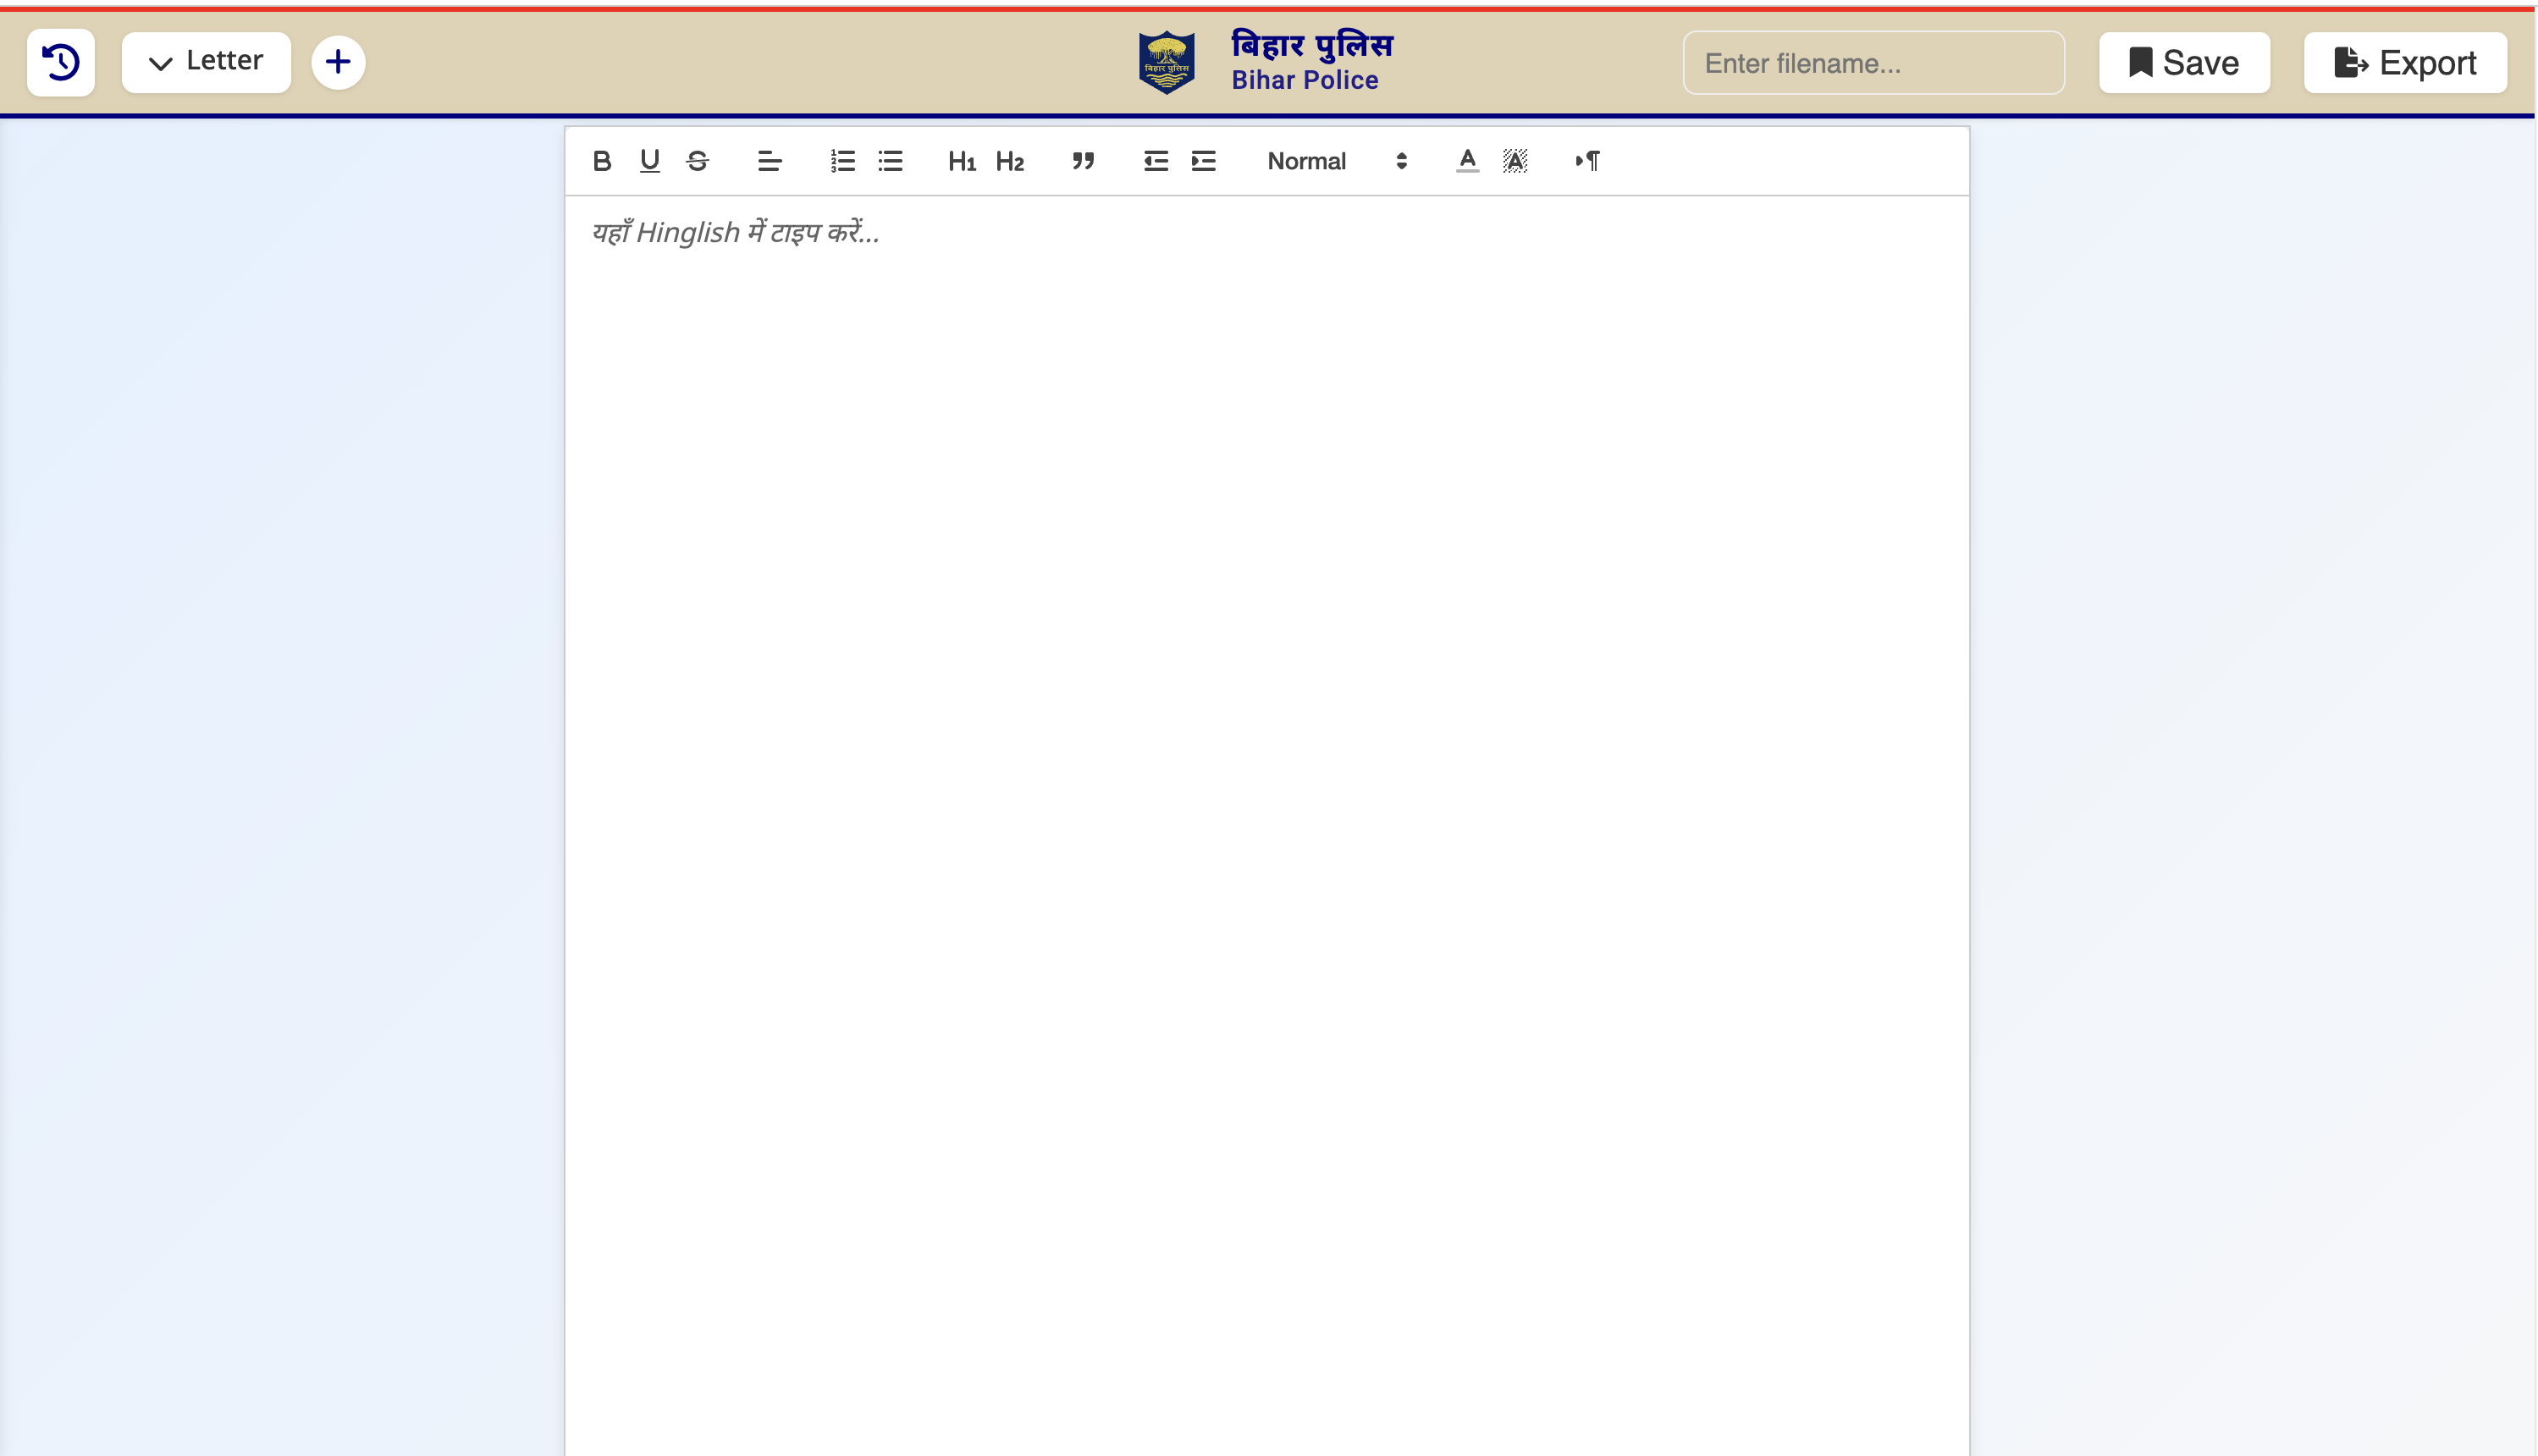 Letter
बिहार पुलिस
बिहार पुलिस
Bihar Police
Enter filename...
Save
Export
B U S H1 H2 Normal A A
यहाँ Hinglish में टाइप करें...